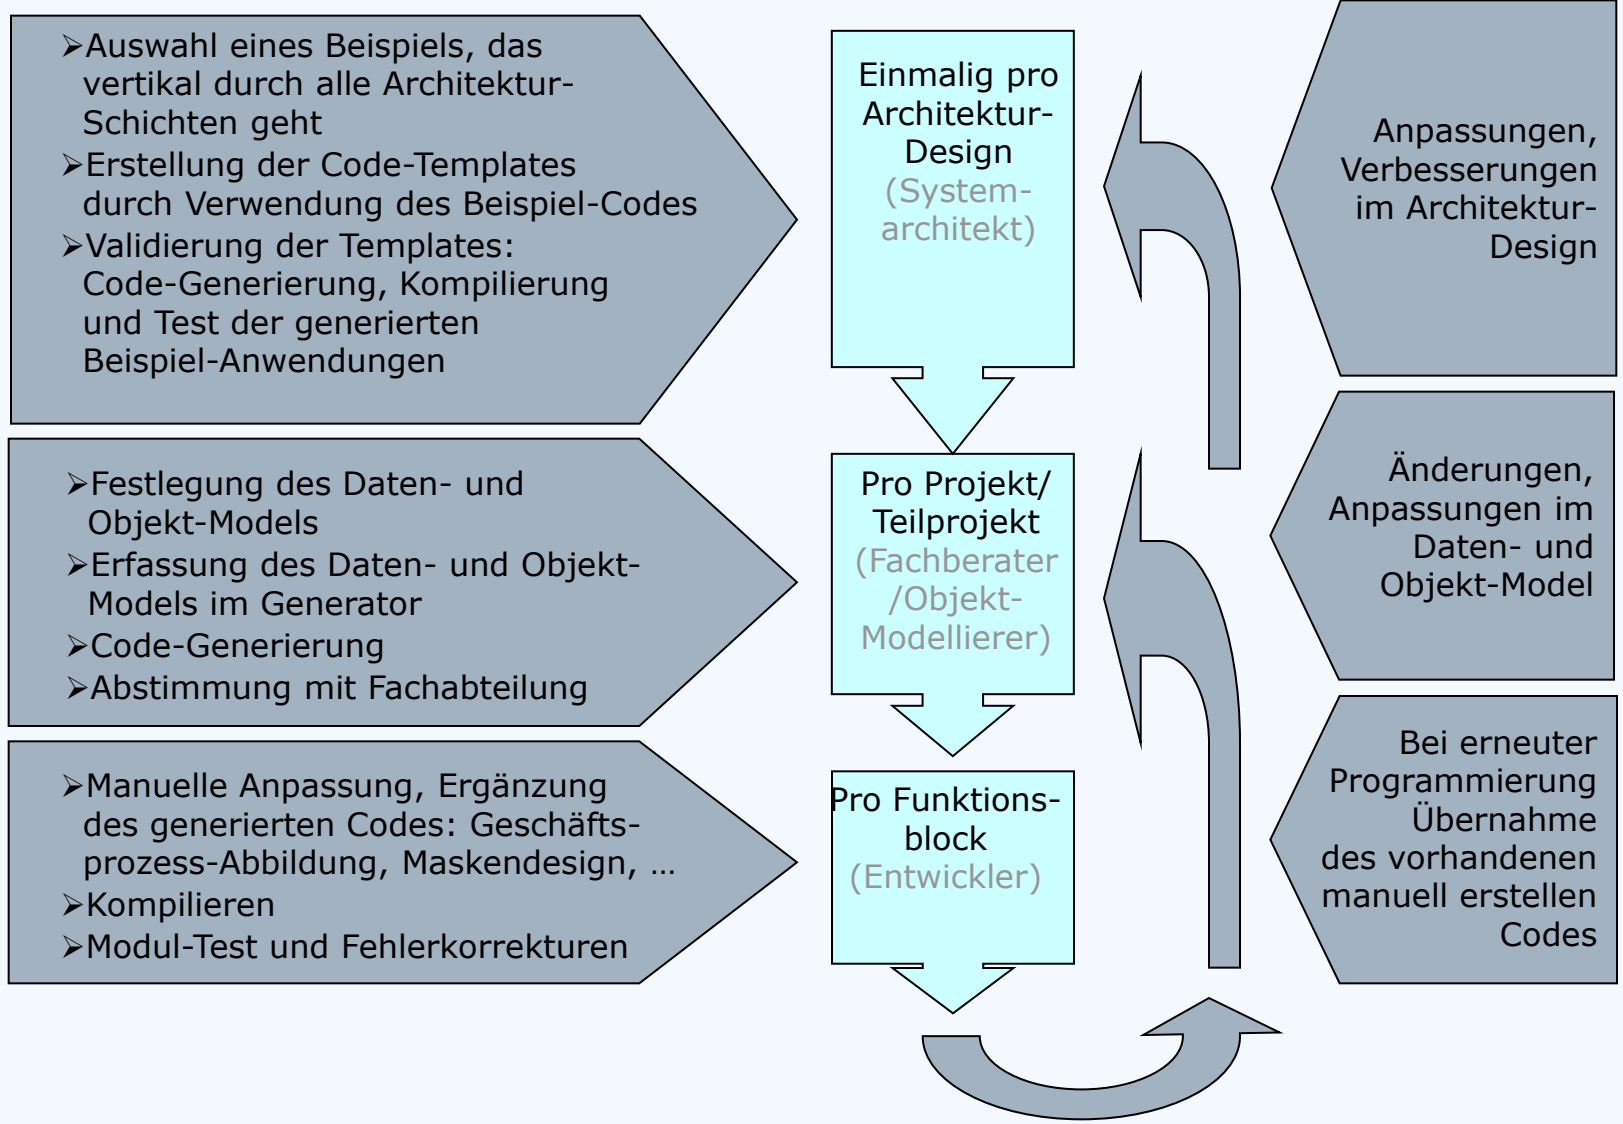 ➢Auswahl eines Beispiels, das
vertikal durch alle Architektur-
Schichten geht
➢Erstellung der Code-Templates
durch Verwendung des Beispiel-Codes
➢Validierung der Templates:
Code-Generierung, Kompilierung
und Test der generierten
Beispiel-Anwendungen
Einmalig pro
Architektur-
Design
(System-
architekt)
Anpassungen,
Verbesserungen
im Architektur-
Design
➢Festlegung des Daten- und
Objekt-Models
➢Erfassung des Daten- und Objekt-
Models im Generator
➢Code-Generierung
➢Abstimmung mit Fachabteilung
Pro Projekt/
Teilprojekt
(Fachberater
/Objekt-
Modellierer)
Änderungen,
Anpassungen im
Daten- und
Objekt-Model
➢Manuelle Anpassung, Ergänzung
des generierten Codes: Geschäfts-
prozess-Abbildung, Maskendesign, …
➢Kompilieren
➢Modul-Test und Fehlerkorrekturen
Pro Funktions-
block
(Entwickler)
Bei erneuter
Programmierung
Übernahme
des vorhandenen
manuell erstellen
Codes